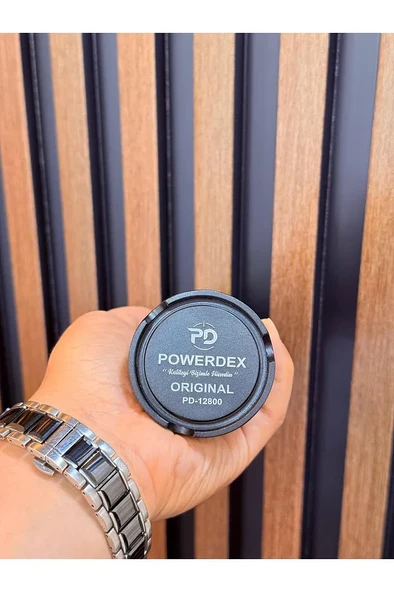 PD
POWERDEX
"Kaliteyi Bizimle Hissedin"
ORIGINAL
PD-12800